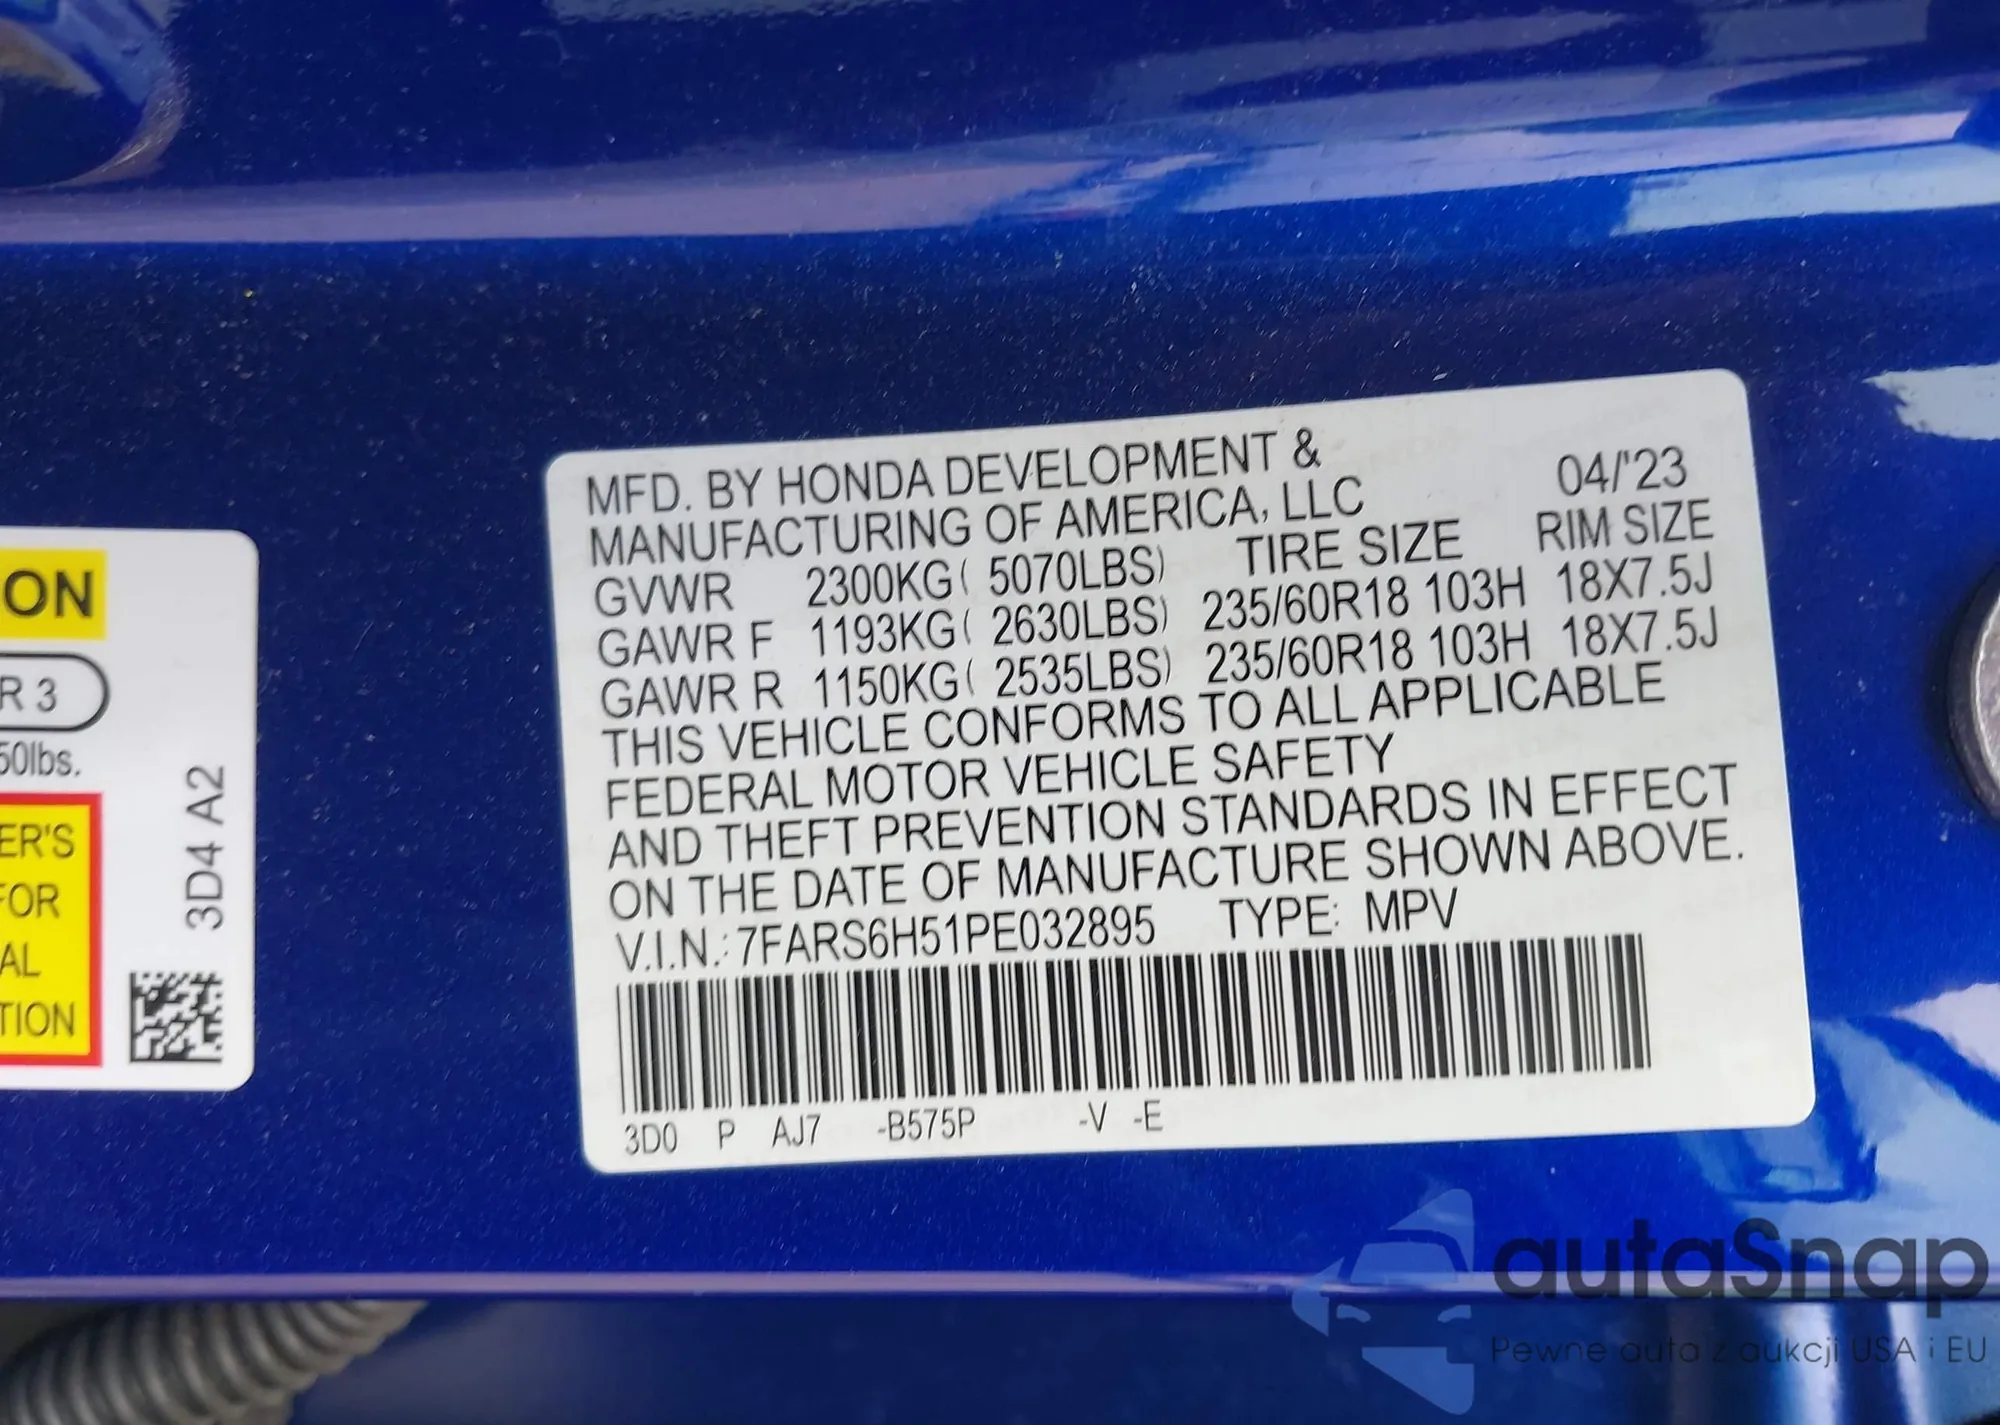 MFD. BY HONDA DEVELOPMENT &
MANUFACTURING OF AMERICA, LLC 04/'23
GVWR 2300KG( 5070LBS) TIRE SIZE RIM SIZE
GAWR F 1193KG( 2630LBS) 235/60R18 103H 18X7.5J
GAWR R 1150KG( 2535LBS) 235/60R18 103H 18X7.5J
THIS VEHICLE CONFORMS TO ALL APPLICABLE
FEDERAL MOTOR VEHICLE SAFETY
AND THEFT PREVENTION STANDARDS IN EFFECT
ON THE DATE OF MANUFACTURE SHOWN ABOVE.
V.I.N.: 7FARS6H51PE032895 TYPE: MPV
3D0 P AJ7 -B575P -V -E
ON
R 3
50lbs.
ER'S
FOR
AL
TION
3D4 A2
autaSnap
Pewne auta z aukcji USA i EU